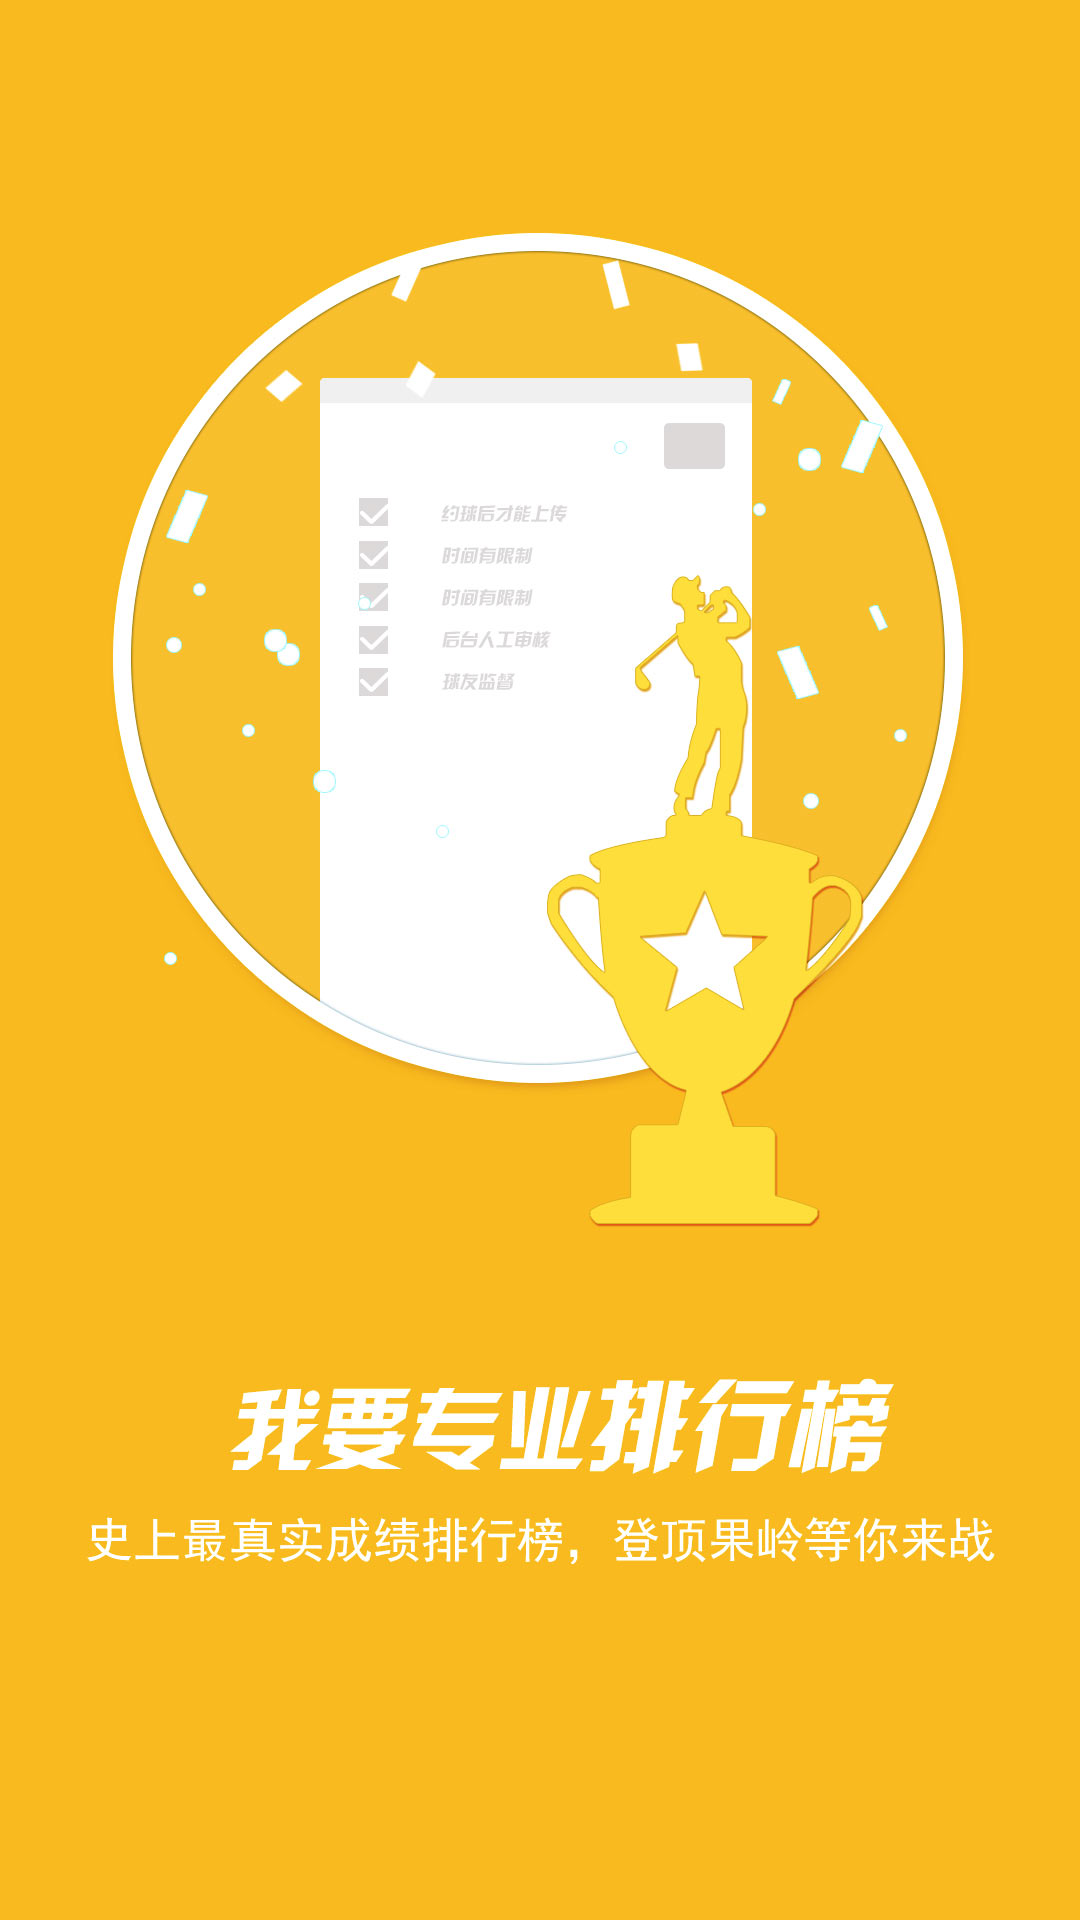 约球后才能上传
时间有限制
时间有限制
后台人工审核
球友监督
我要专业排行榜
史上最真实成绩排行榜，登顶果岭等你来战